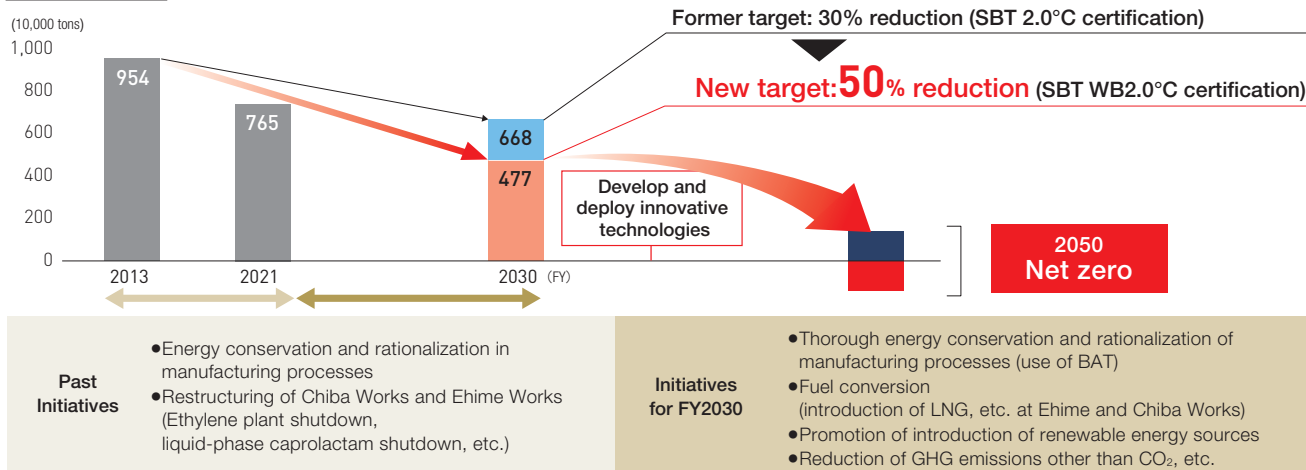 (10,000 tons)
1,000
800
600
400
200
0
954
765
668
477
2013
2021
2030 (FY)
Former target: 30% reduction (SBT 2.0°C certification)
New target:50% reduction (SBT WB2.0°C certification)
Develop and
deploy innovative
technologies
2050
Net zero
Past
Initiatives
●Energy conservation and rationalization in
manufacturing processes
●Restructuring of Chiba Works and Ehime Works
(Ethylene plant shutdown,
liquid-phase caprolactam shutdown, etc.)
Initiatives
for FY2030
●Thorough energy conservation and rationalization of
manufacturing processes (use of BAT)
●Fuel conversion
(introduction of LNG, etc. at Ehime and Chiba Works)
●Promotion of introduction of renewable energy sources
●Reduction of GHG emissions other than CO₂, etc.